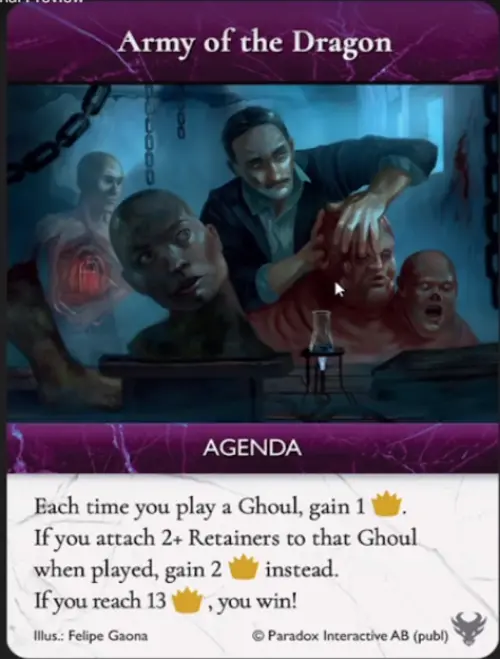 Army of the Dragon
AGENDA
Each time you play a Ghoul, gain 1 .
If you attach 2+ Retainers to that Ghoul
when played, gain 2 instead.
If you reach 13 , you win!
Illus.: Felipe Gaona © Paradox Interactive AB (publ)